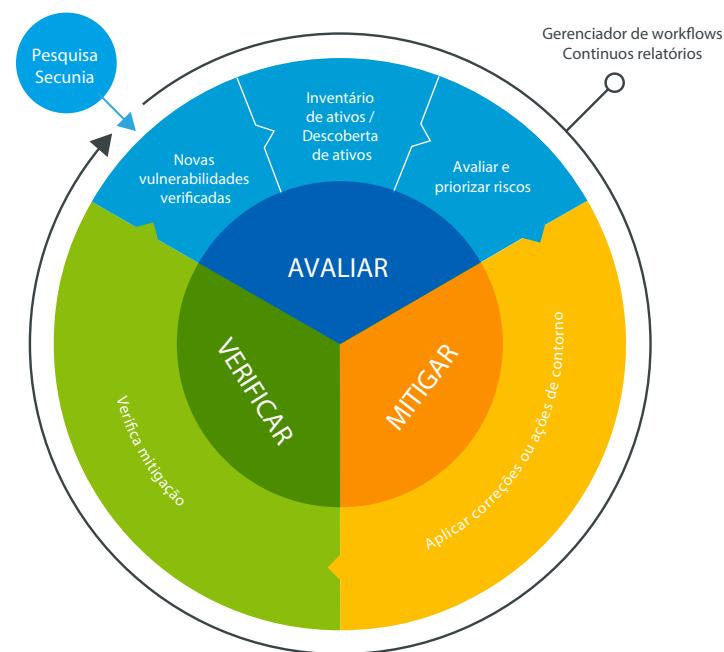 Pesquisa
Secunia
Gerenciador de workflows
Continuos relatórios
Novas
vulnerabilidades
verificadas
Inventário
de ativos /
Descoberta
de ativos
Avaliar e
priorizar riscos
AVALIAR
VERIFICAR
MITIGAR
Verifica mitigação
Aplicar correções ou ações de contorno